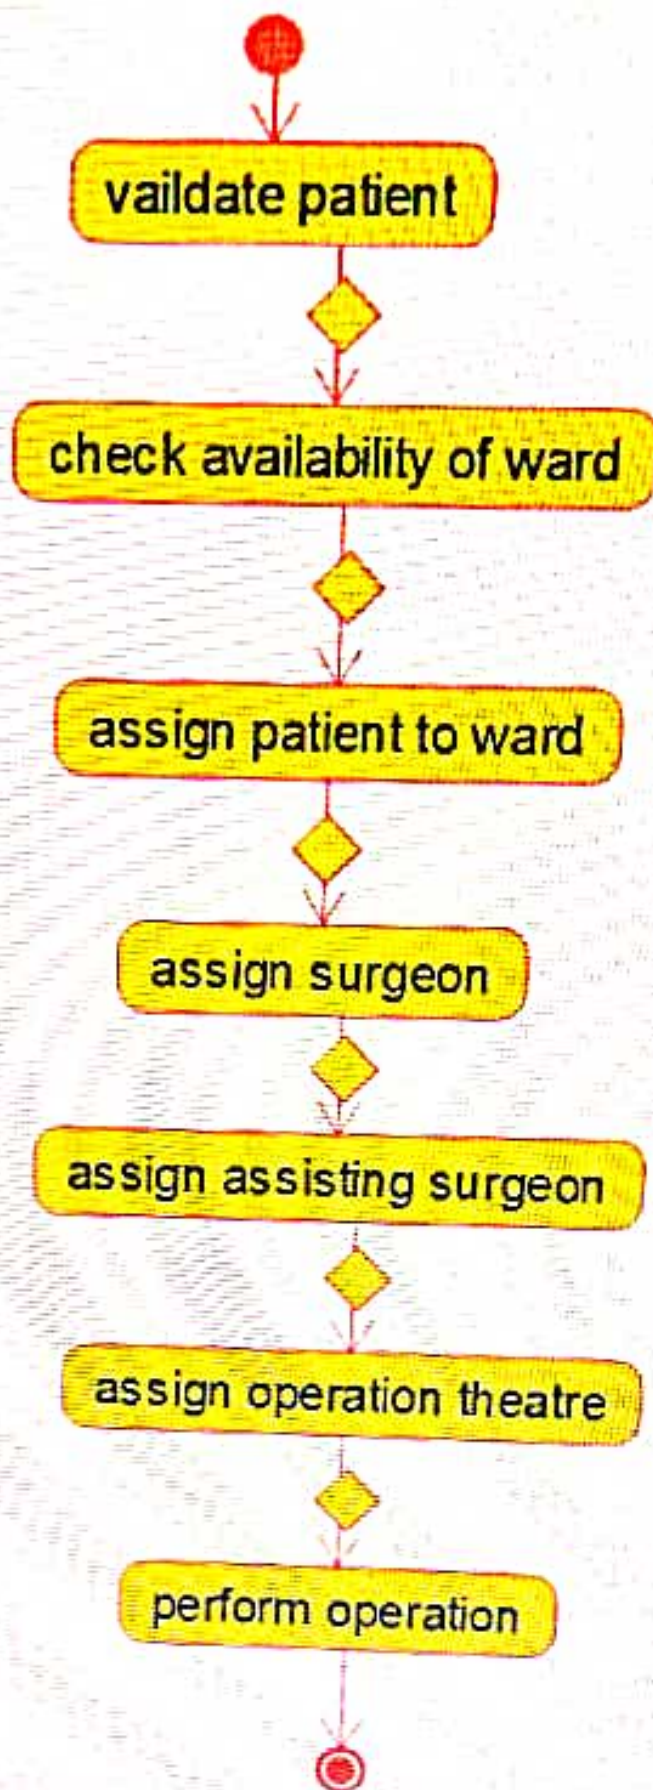 vaildate patient
check availability of ward
assign patient to ward
assign surgeon
assign assisting surgeon
assign operation theatre
perform operation